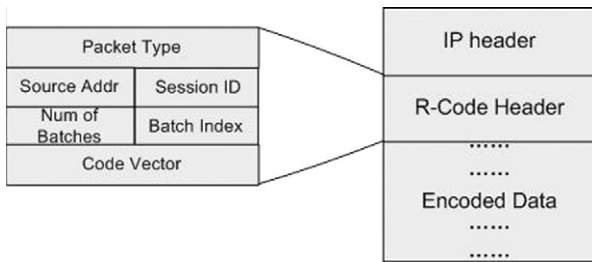 Packet Type
Source Addr
Session ID
Num of
Batches
Batch Index
Code Vector
IP header
R-Code Header
......
......
Encoded Data
......
......